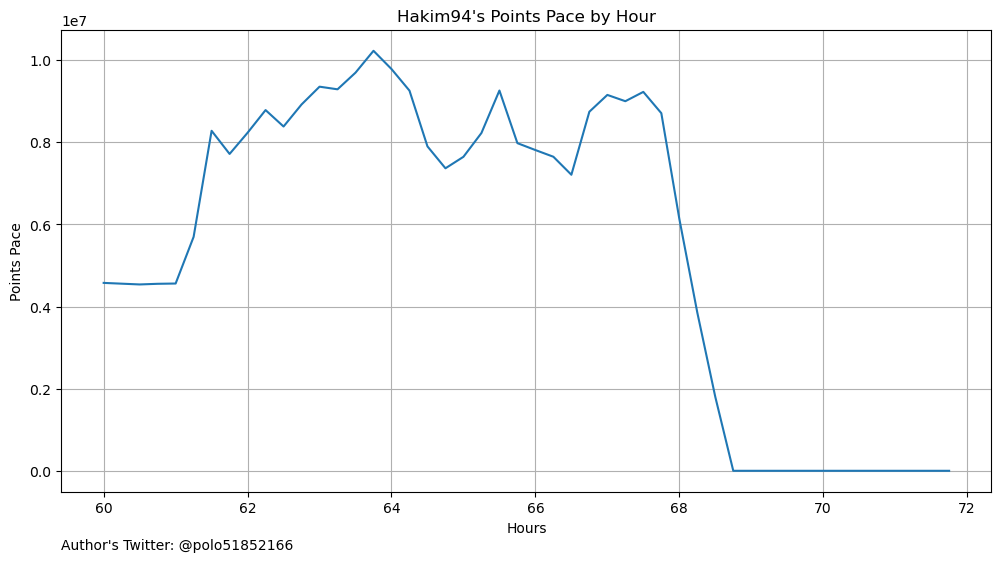 Hakim94's Points Pace by Hour
1e7
1.0
0.8
0.6
0.4
0.2
0.0
Points Pace
60 62 64 66 68 70 72
Hours
Author's Twitter: @polo51852166